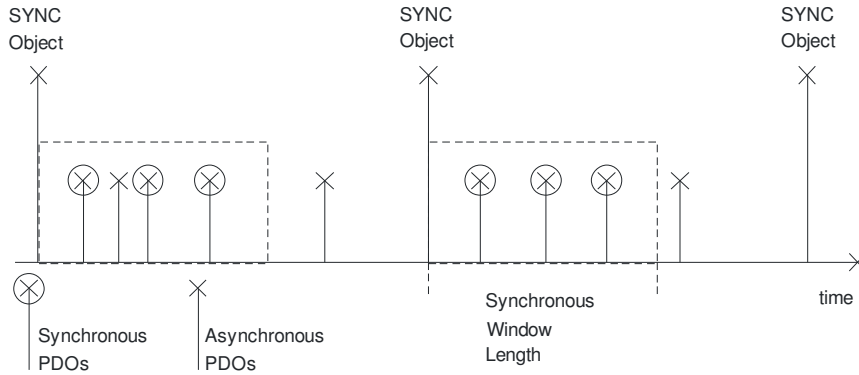 SYNC
Object
SYNC
Object
SYNC
Object
time
Synchronous
PDOs
Asynchronous
PDOs
Synchronous
Window
Length